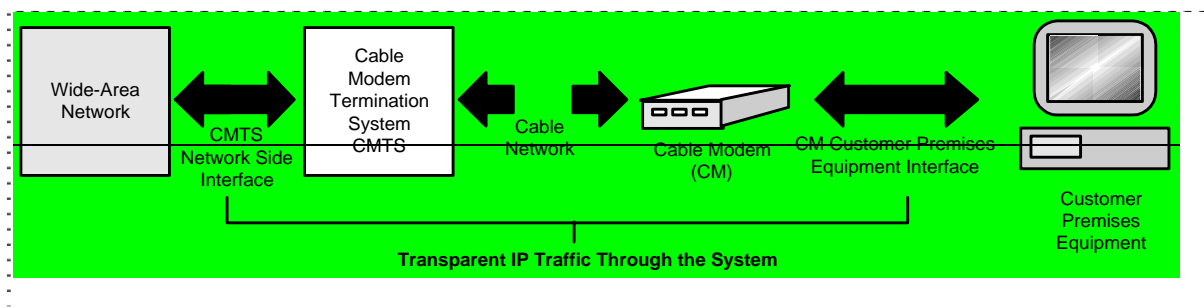 Wide-Area
Network
CMTS
Network Side
Interface
Cable
Modem
Termination
System
CMTS
Cable
Network
Cable Modem
(CM)
CM Customer Premises
Equipment Interface
Customer
Premises
Equipment
Transparent IP Traffic Through the System